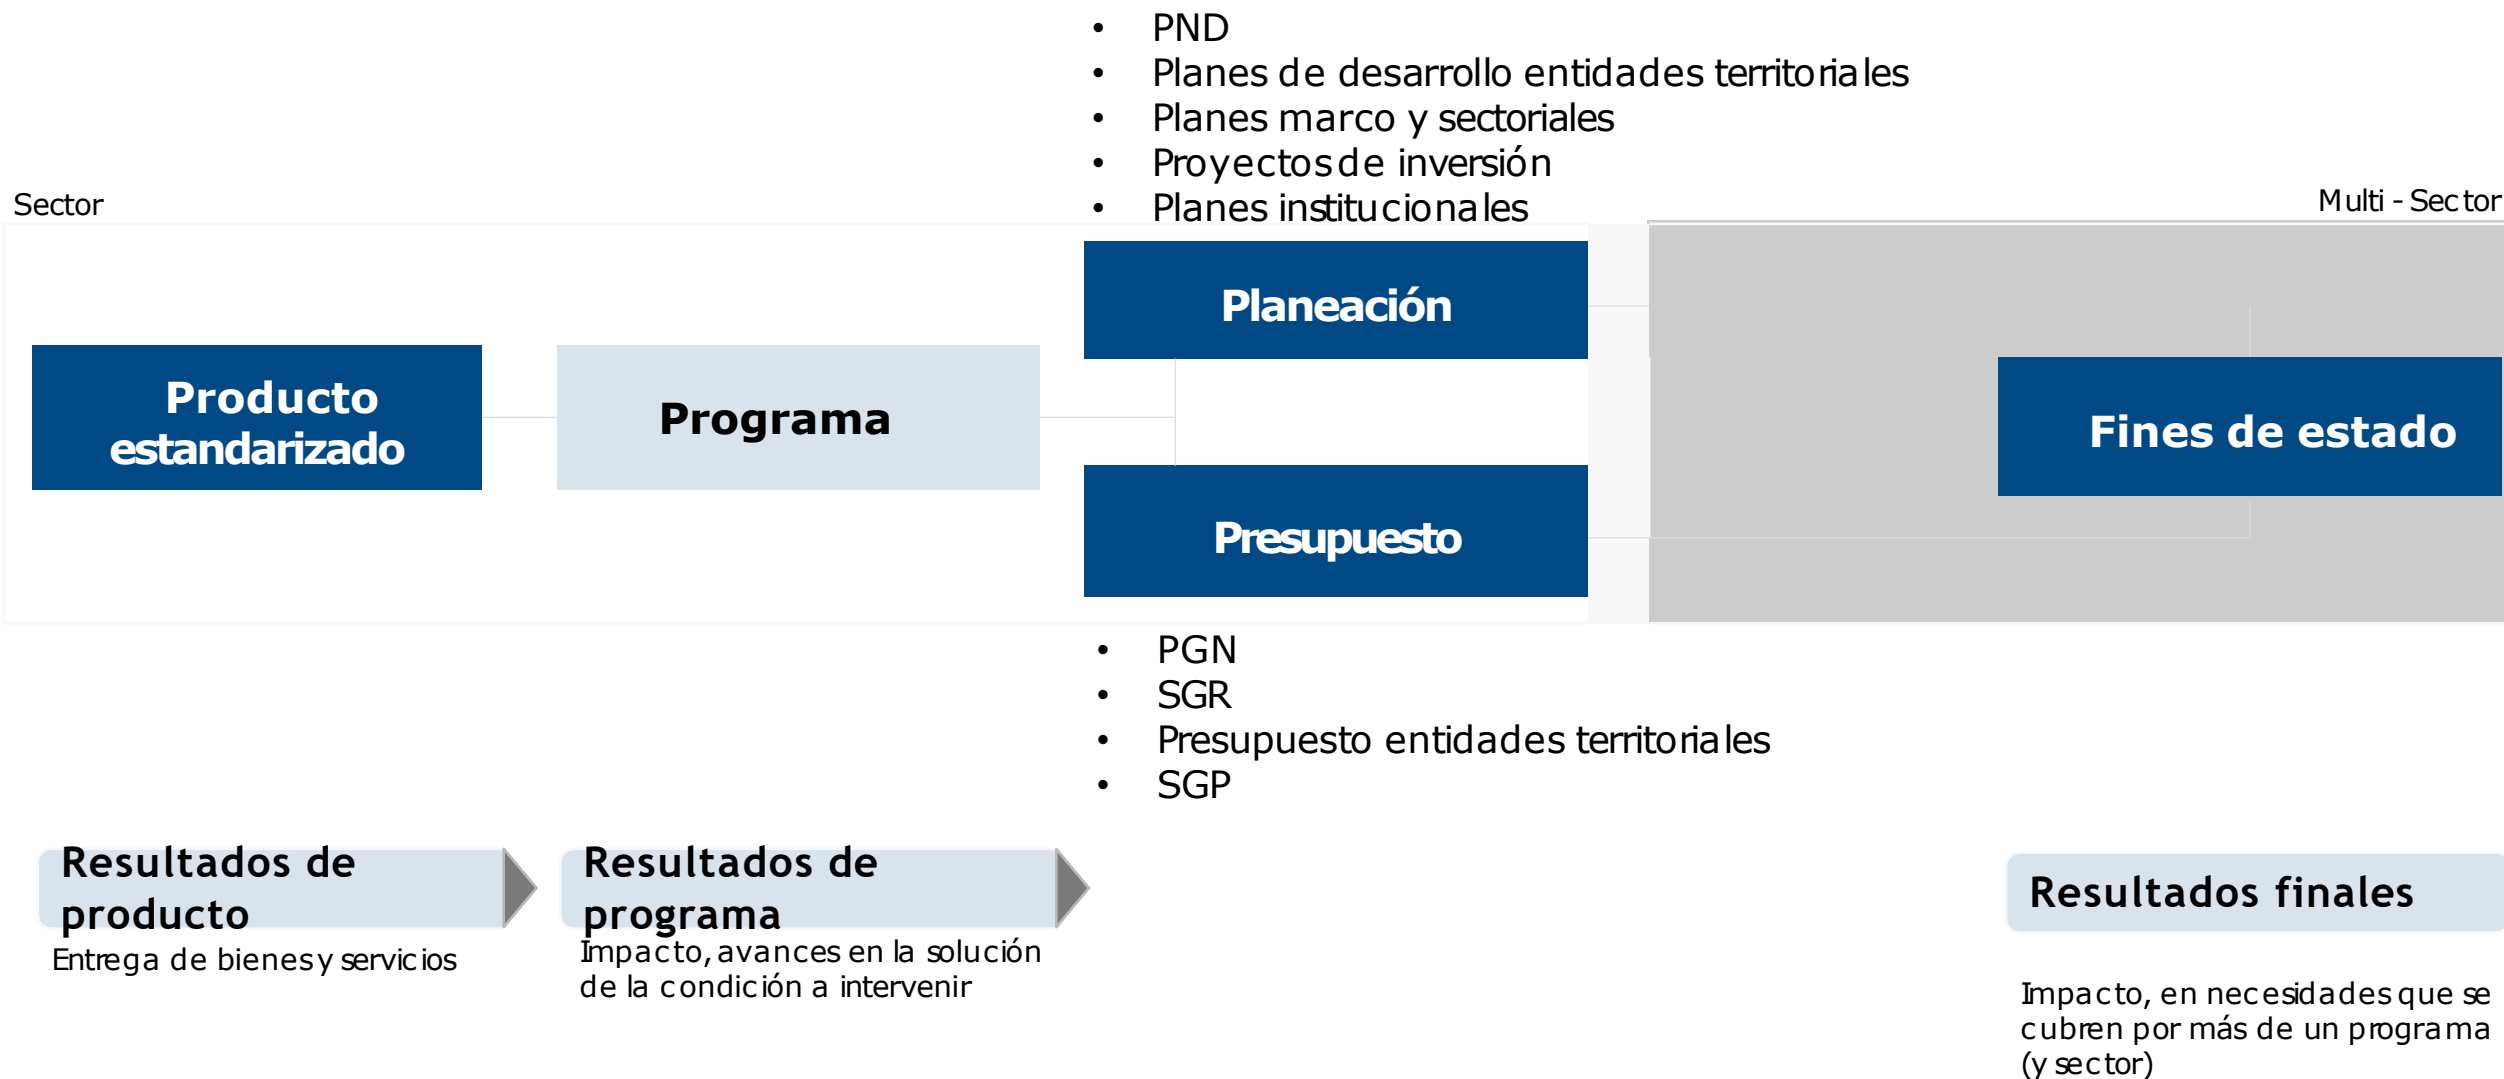 • PND
• Planes de desarrollo entidades territoriales
• Planes marco y sectoriales
• Proyectos de inversión
• Planes institucionales
Sector
Multi - Sector
Planeación
Producto
estandarizado
Programa
Fines de estado
Presupuesto
• PGN
• SGR
• Presupuesto entidades territoriales
• SGP
Resultados de
producto
Entrega de bienes y servicios
Resultados de
programa
Impacto, avances en la solución
de la condición a intervenir
Resultados finales
Impacto, en necesidades que se
cubren por más de un programa
(y sector)